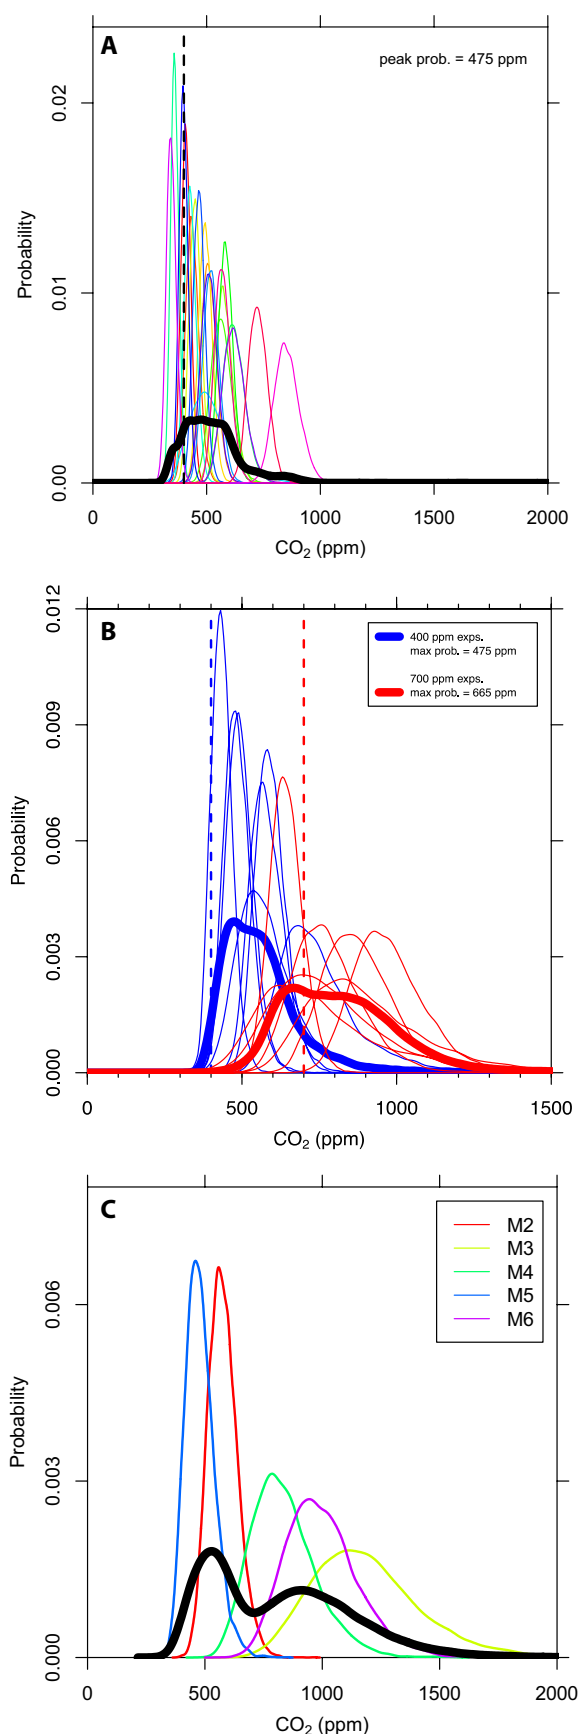 A
peak prob. = 475 ppm
0.02
0.01
0.00
Probability
0
500
1000
1500
2000
CO₂ (ppm)
B
400 ppm exps.
max prob. = 475 ppm
700 ppm exps.
max prob. = 665 ppm
0.012
0.009
0.006
0.003
0.000
Probability
0
500
1000
1500
CO₂ (ppm)
C
M2
M3
M4
M5
M6
0.006
0.003
0.000
Probability
0
500
1000
1500
2000
CO₂ (ppm)